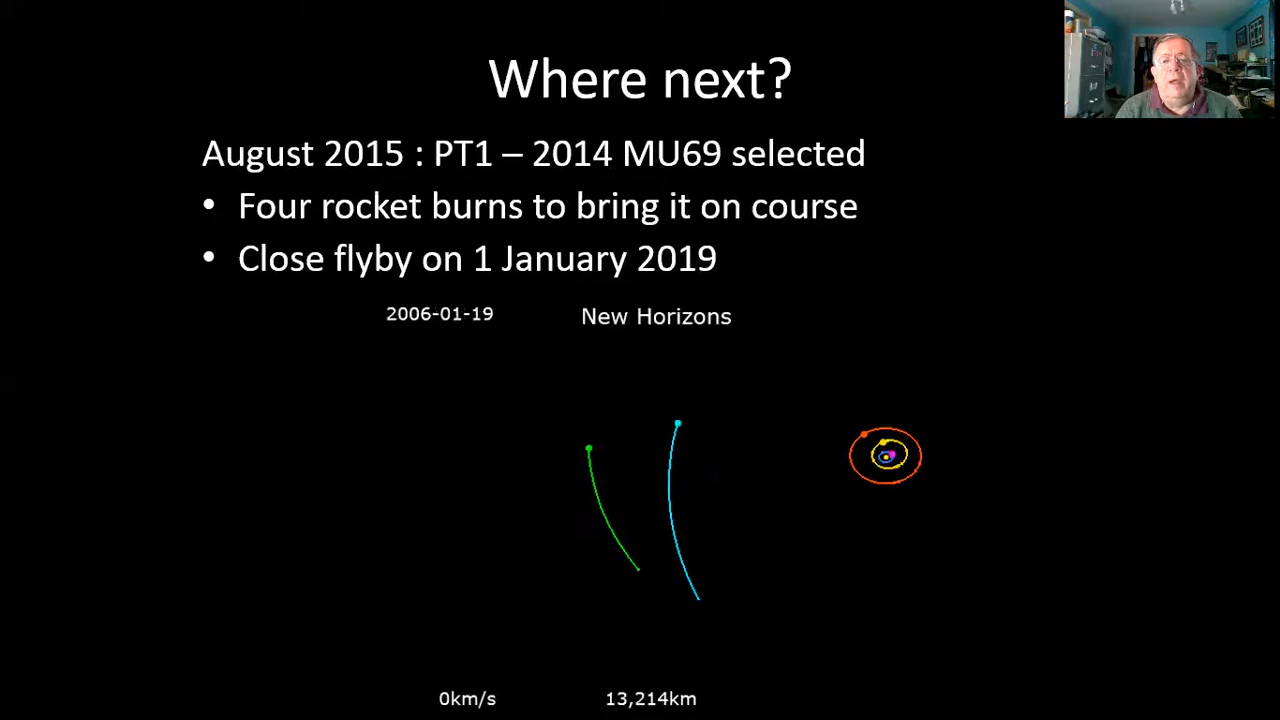 Where next?
August 2015 : PT1 – 2014 MU69 selected
• Four rocket burns to bring it on course
• Close flyby on 1 January 2019
2006-01-19 New Horizons
0km/s 13,214km